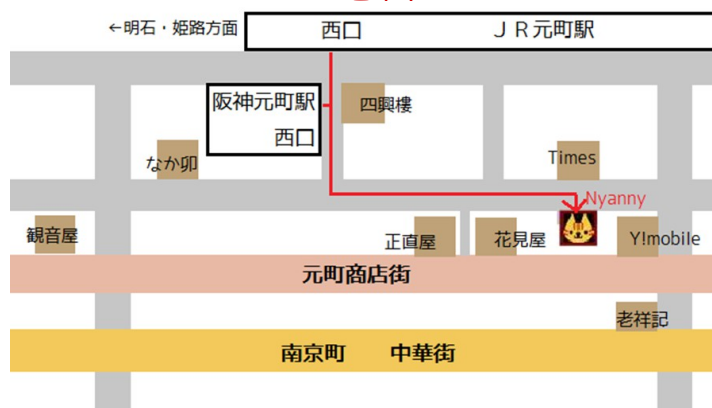 ←明石・姫路方面
西口 ＪＲ元町駅
阪神元町駅
西口
四興樓
なか卯
Times
Nyanny
観音屋
正直屋
花見屋
Y!mobile
元町商店街
老祥記
南京町 中華街